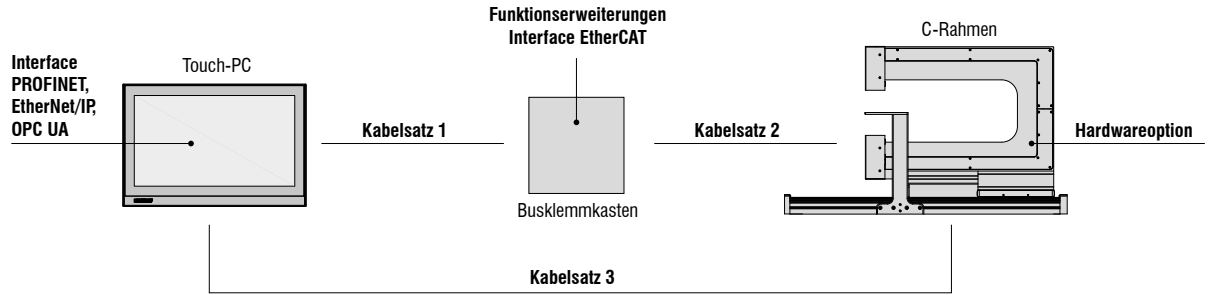 Funktionserweiterungen
Interface EtherCAT
C-Rahmen
Interface
PROFINET,
EtherNet/IP,
OPC UA
Touch-PC
Kabelsatz 1
Kabelsatz 2
Hardwareoption
Busklemmkasten
Kabelsatz 3